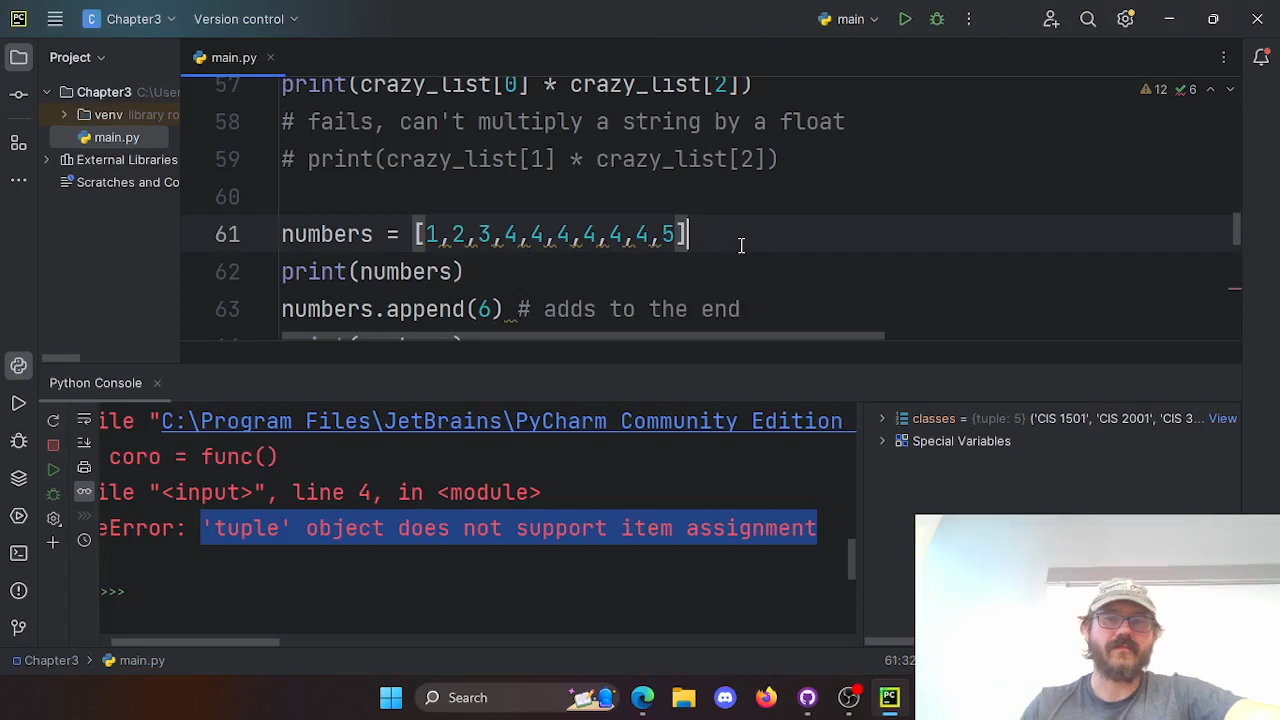 PC
C Chapter3
Version control
main
Project
main.py
Chapter3 C:\User
venv library ro
main.py
External Libraries
Scratches and Co
12 6
57 print(crazy_list[0] * crazy_list[2])
58 # fails, can't multiply a string by a float
59 # print(crazy_list[1] * crazy_list[2])
60
61 numbers = [1,2,3,4,4,4,4,4,4,5]
62 print(numbers)
63 numbers.append(6) # adds to the end
Python Console
ile "C:\Program Files\JetBrains\PyCharm Community Edition
coro = func()
ile "<input>", line 4, in <module>
eError: 'tuple' object does not support item assignment
>>>
classes = {tuple: 5} ('CIS 1501', 'CIS 2001', 'CIS 3... View
Special Variables
Chapter3
main.py
61:32
Search
PC